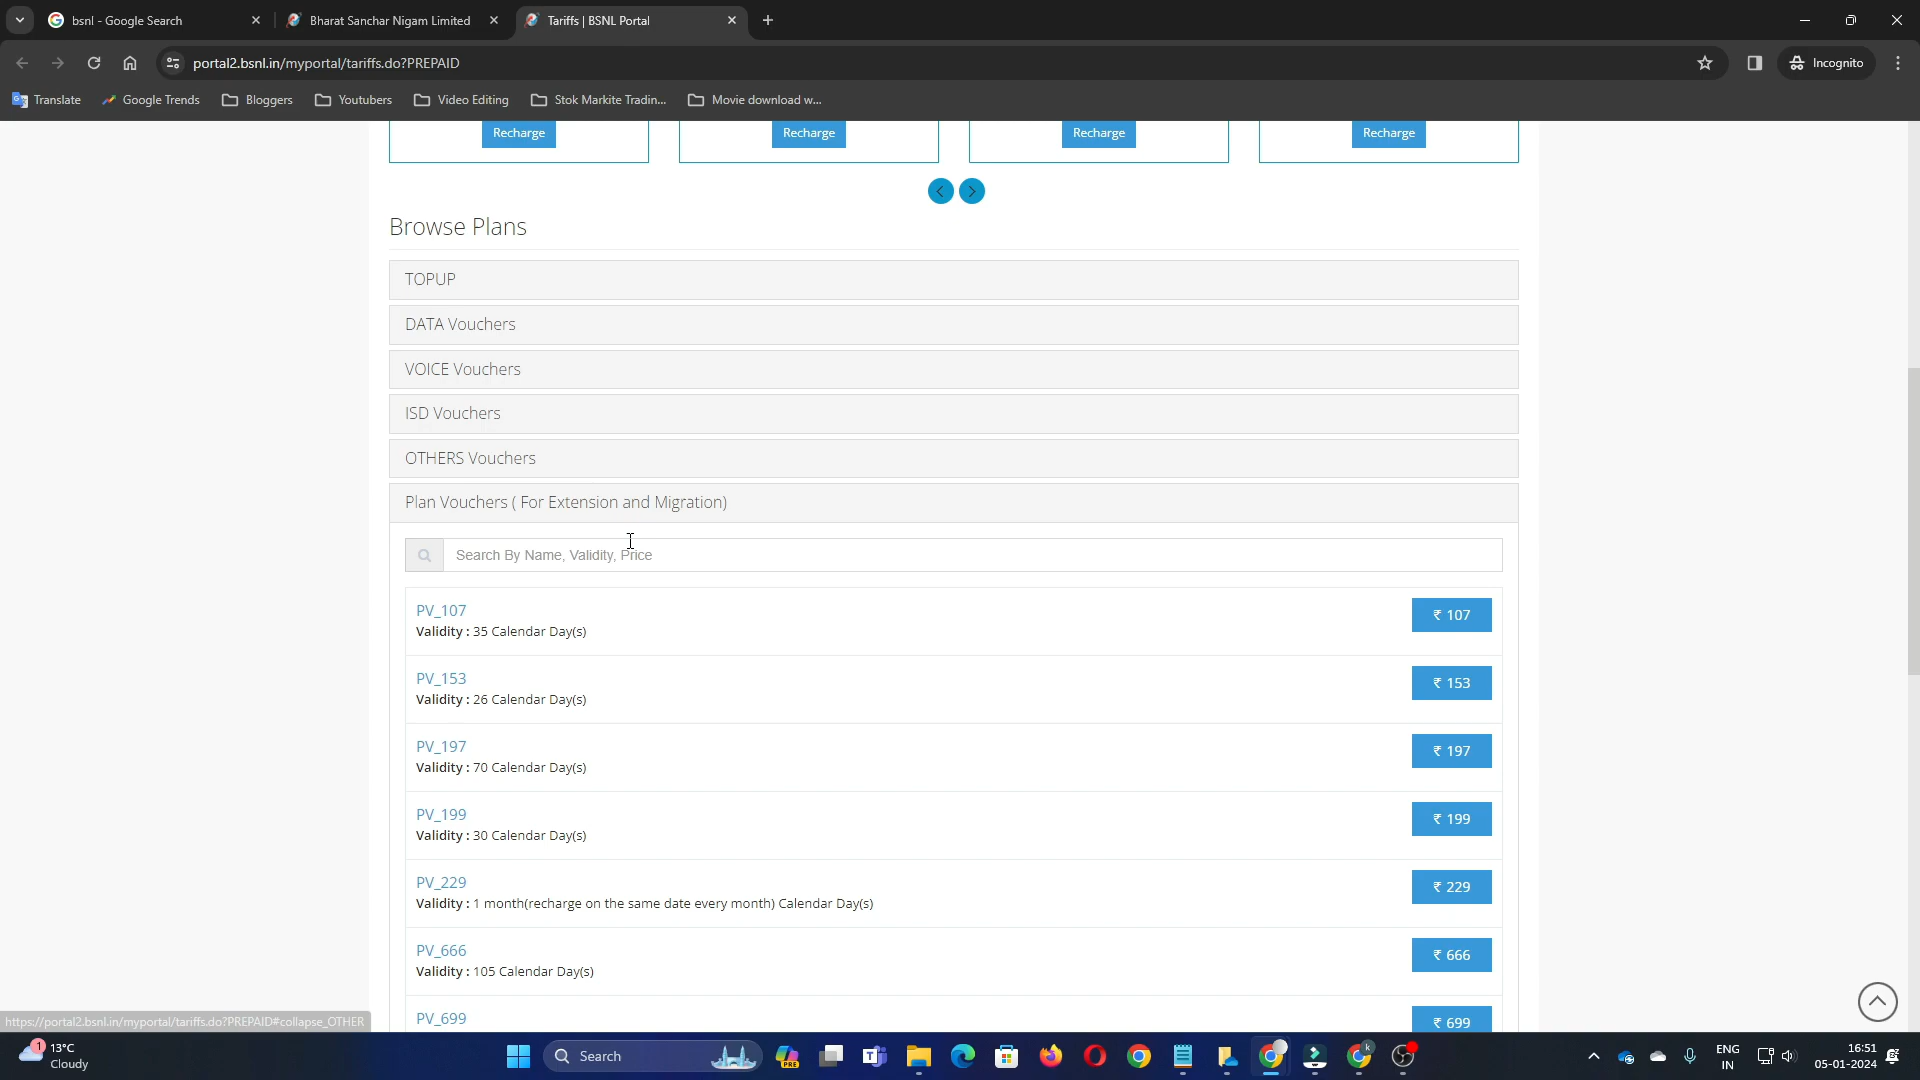 bsnl - Google Search
Bharat Sanchar Nigam Limited
Tariffs | BSNL Portal
portal2.bsnl.in/myportal/tariffs.do?PREPAID
Incognito
Translate
Google Trends
Bloggers
Youtubers
Video Editing
Stok Markite Tradin...
Movie download w...
Recharge
Recharge
Recharge
Recharge
Browse Plans
TOPUP
DATA Vouchers
VOICE Vouchers
ISD Vouchers
OTHERS Vouchers
Plan Vouchers ( For Extension and Migration)
Search By Name, Validity, Price
PV_107
Validity : 35 Calendar Day(s)
₹ 107
PV_153
Validity : 26 Calendar Day(s)
₹ 153
PV_197
Validity : 70 Calendar Day(s)
₹ 197
PV_199
Validity : 30 Calendar Day(s)
₹ 199
PV_229
Validity : 1 month(recharge on the same date every month) Calendar Day(s)
₹ 229
PV_666
Validity : 105 Calendar Day(s)
₹ 666
PV_699
₹ 699
https://portal2.bsnl.in/myportal/tariffs.do?PREPAID#collapse_OTHER
1
13°C
Cloudy
Search
PRE
k
ENG
IN
16:51
05-01-2024